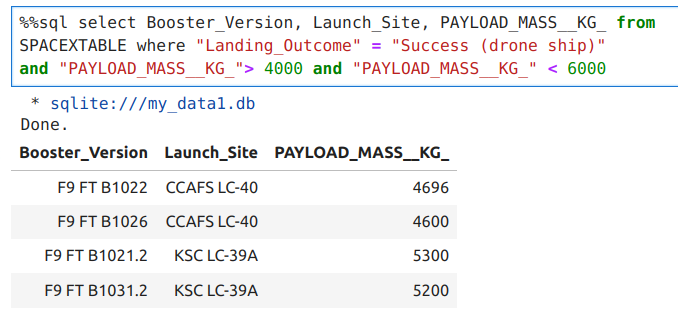 %%sql select Booster_Version, Launch_Site, PAYLOAD_MASS__KG_ from
SPACEXTABLE where "Landing_Outcome" = "Success (drone ship)"
and "PAYLOAD_MASS__KG_"> 4000 and "PAYLOAD_MASS__KG_" < 6000
* sqlite:///my_data1.db
Done.
Booster_Version Launch_Site PAYLOAD_MASS__KG_
F9 FT B1022 CCAFS LC-40 4696
F9 FT B1026 CCAFS LC-40 4600
F9 FT B1021.2 KSC LC-39A 5300
F9 FT B1031.2 KSC LC-39A 5200